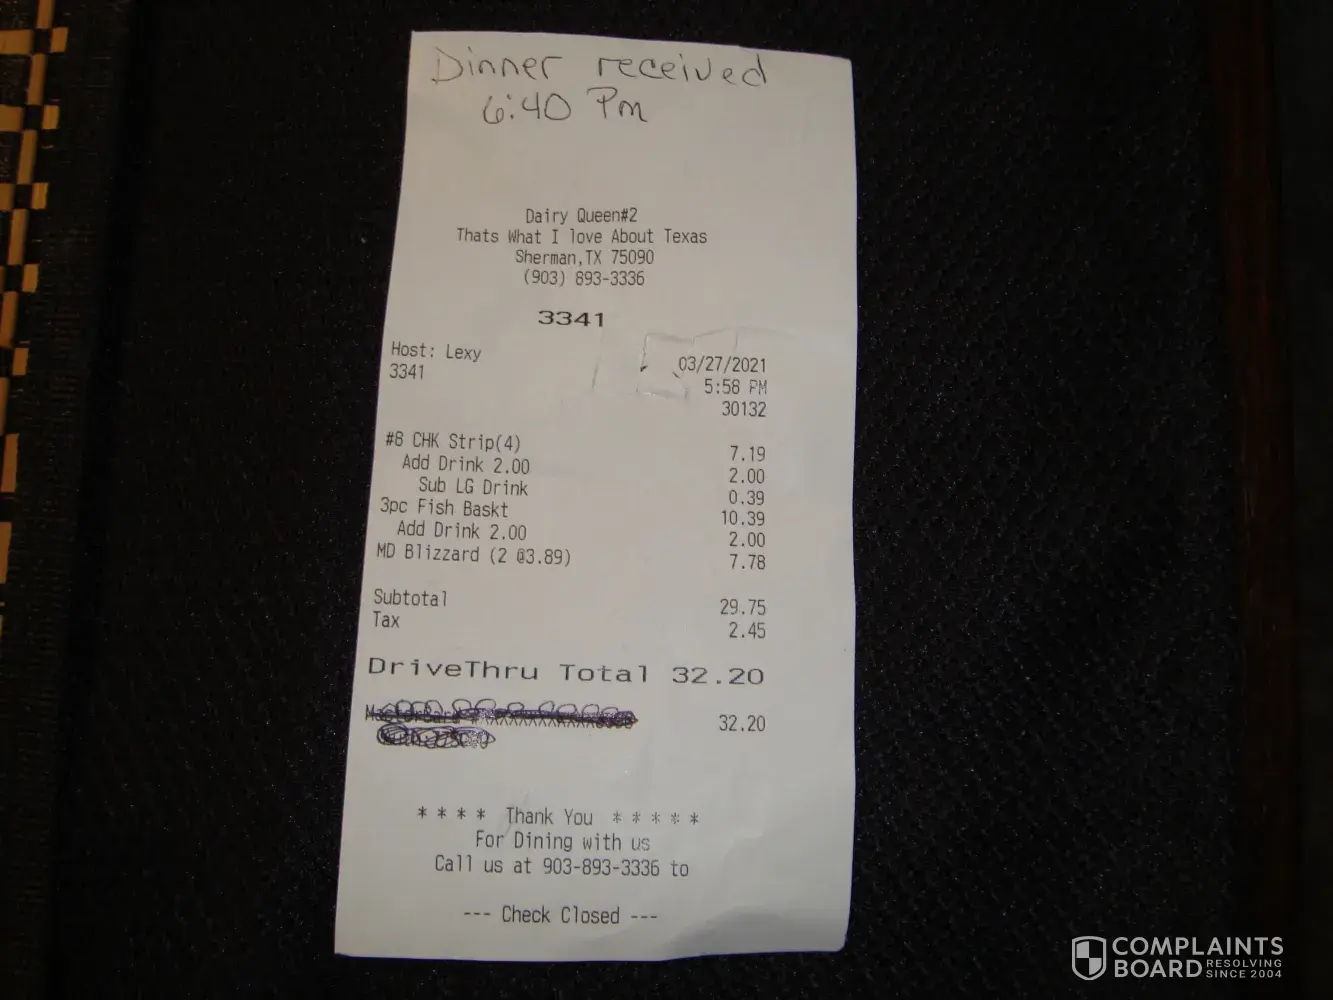 Dinner received
6:40 Pm
Dairy Queen#2
Thats What I love About Texas
Sherman,TX 75090
(903) 893-3336
3341
Host: Lexy
03/27/2021
3341
5:58 PM
30132
#8 CHK Strip(4) 7.19
Add Drink 2.00 2.00
Sub LG Drink 0.39
3pc Fish Baskt 10.39
Add Drink 2.00 2.00
MD Blizzard (2 @3.89) 7.78
Subtotal 29.75
Tax 2.45
DriveThru Total 32.20
MasterCard 32.20
* * * * Thank You * * * * *
For Dining with us
Call us at 903-893-3336 to
--- Check Closed ---
COMPLAINTS
BOARD RESOLVING
SINCE 2004